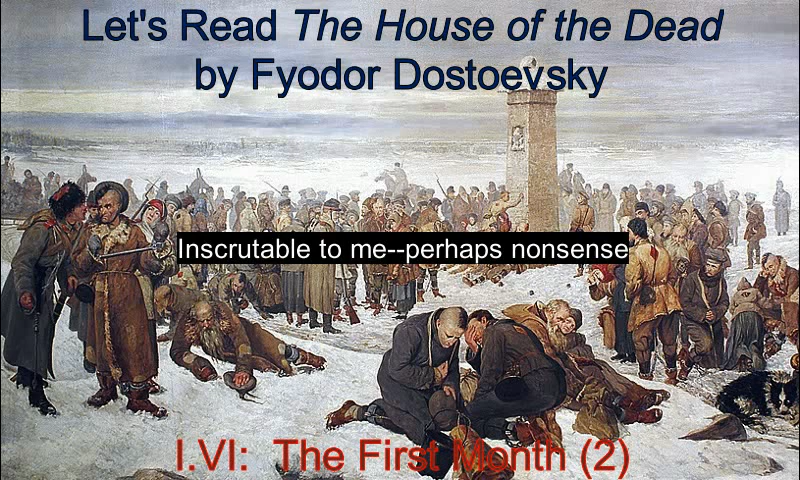 Let's Read The House of the Dead
by Fyodor Dostoevsky
Inscrutable to me--perhaps nonsense
I.VI: The First Month (2)